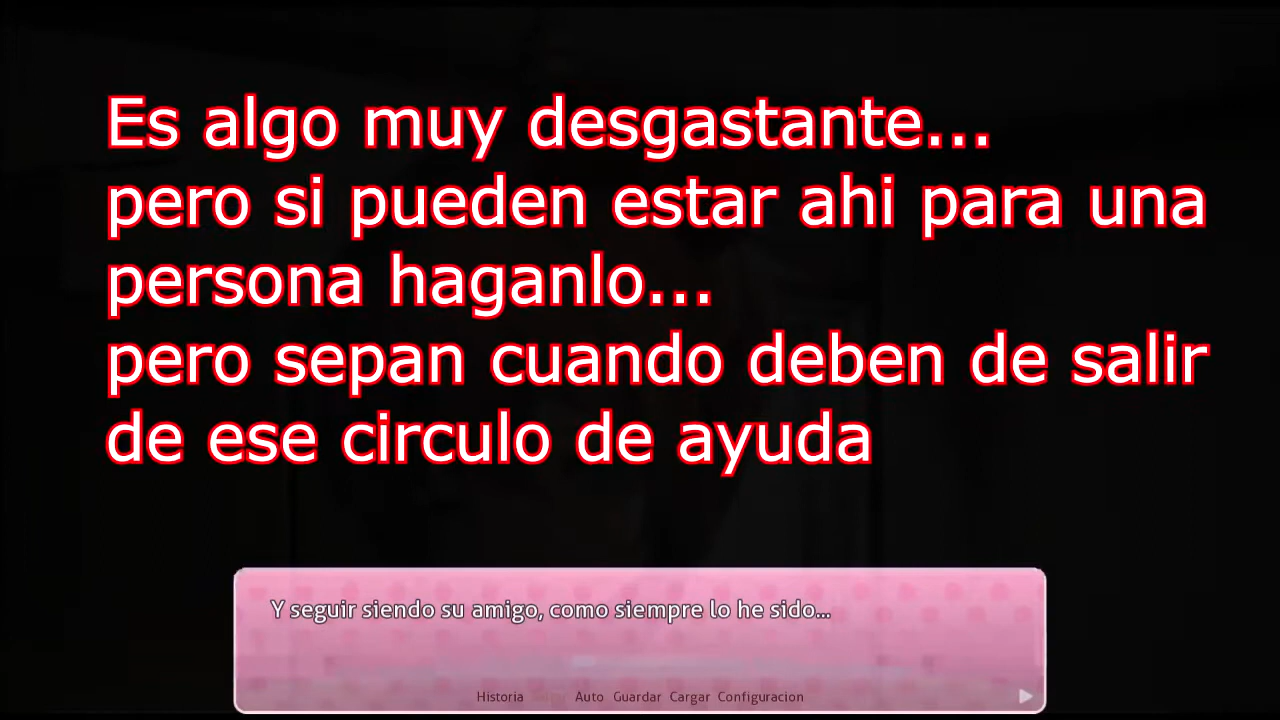 Es algo muy desgastante...
pero si pueden estar ahi para una
persona haganlo...
pero sepan cuando deben de salir
de ese circulo de ayuda
Y seguir siendo su amigo, como siempre lo he sido...
Historia Auto Guardar Cargar Configuracion